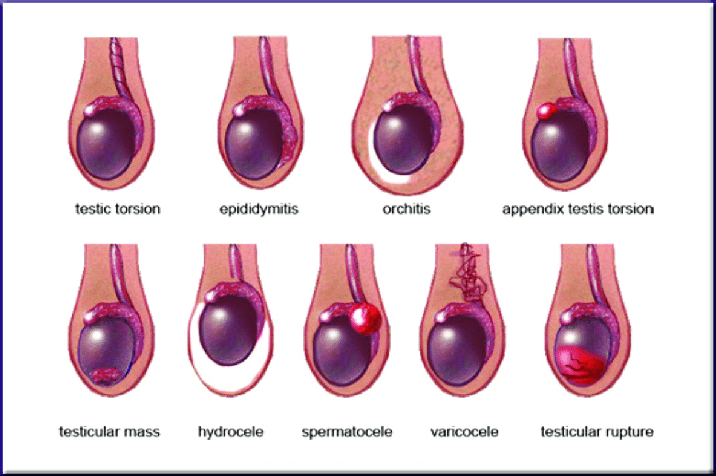 testic torsion epididymitis orchitis appendix testis torsion
testicular mass hydrocele spermatocele varicocele testicular rupture